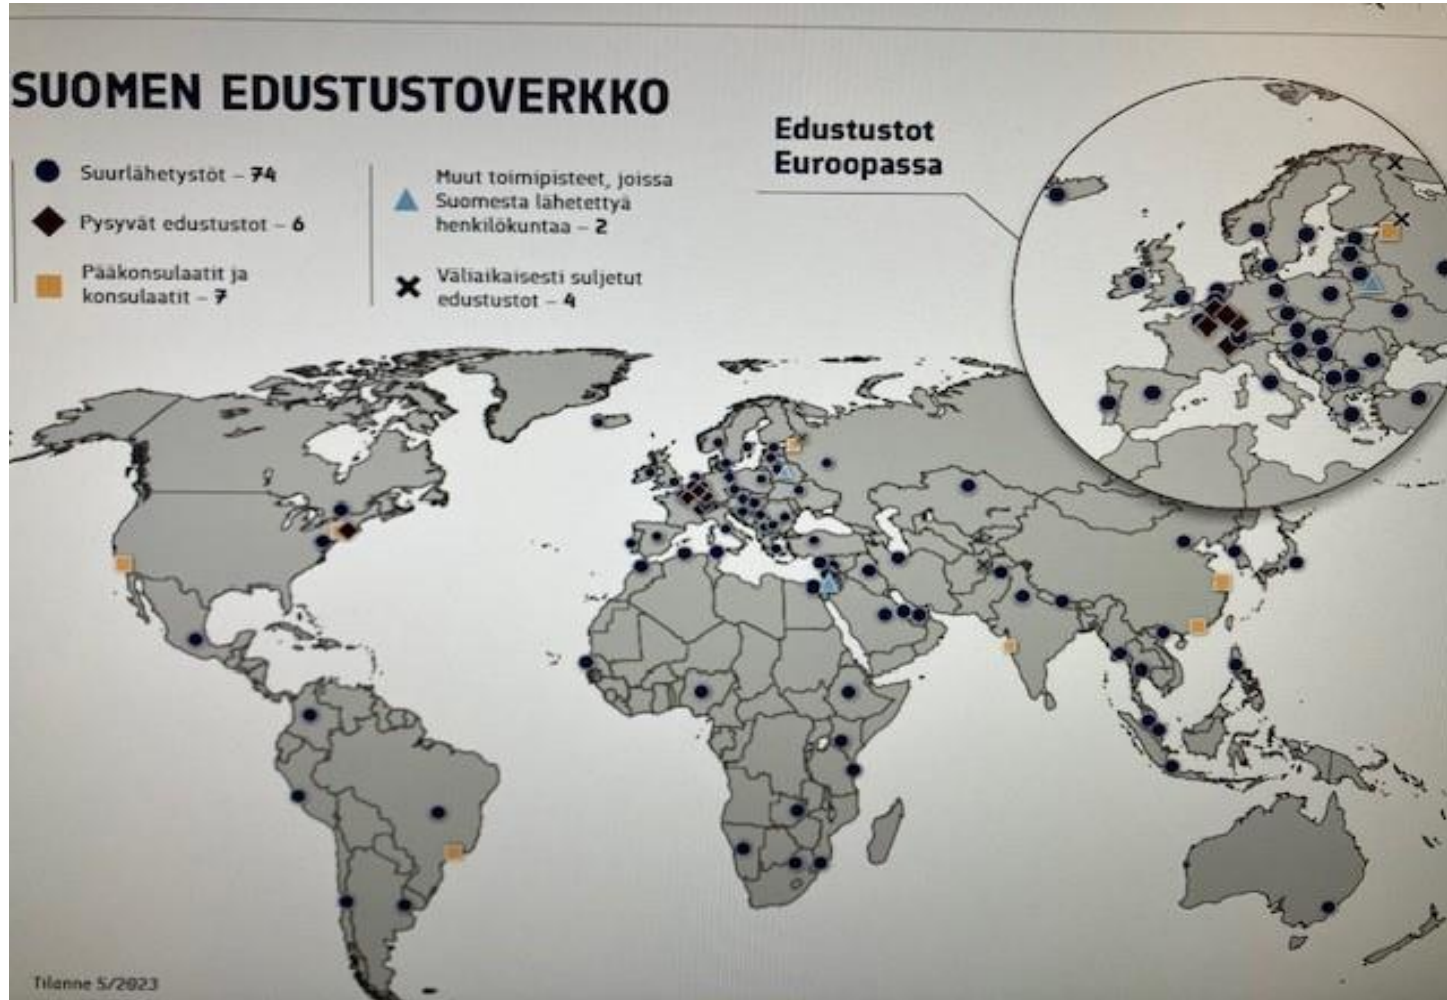 SUOMEN EDUSTUSTOVERKKO
Suurlähetystöt – 74
Pysyvät edustustot – 6
Pääkonsulaatit ja
konsulaatit – 7
Muut toimipisteet, joissa
Suomesta lähetettyä
henkilökuntaa – 2
Väliaikaisesti suljetut
edustustot – 4
Edustustot
Euroopassa
Tilanne 5/2023